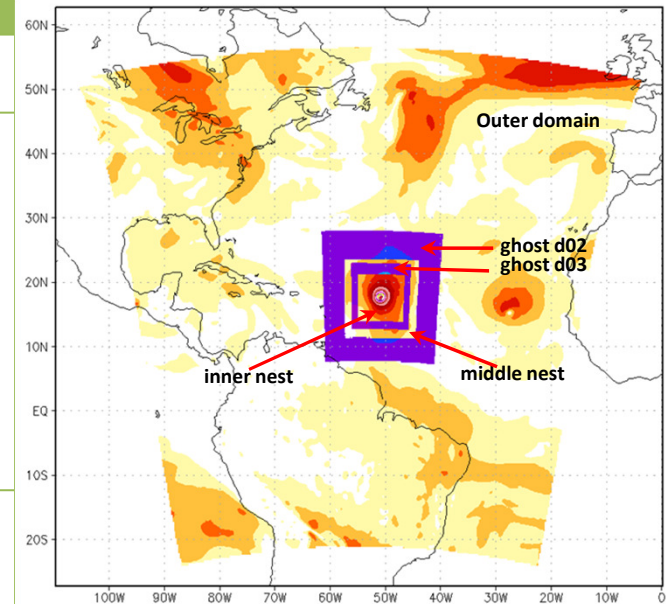 60N
50N
Outer domain
40N
30N
ghost d02
ghost d03
20N
10N
inner nest
middle nest
EQ
10S
20S
100W 90W 80W 70W 60W 50W 40W 30W 20W 10W 0